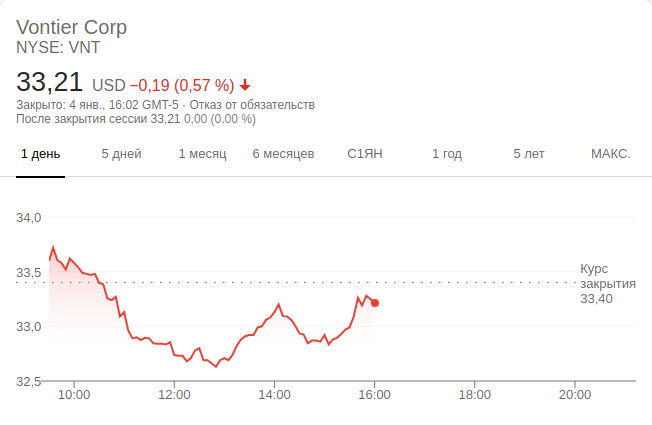 Vontier Corp
NYSE: VNT
33,21 USD −0,19 (0,57 %)
Закрыто: 4 янв., 16:02 GMT-5 · Отказ от обязательств
После закрытия сессии 33,21 0,00 (0,00 %)
1 день 5 дней 1 месяц 6 месяцев С1ЯН 1 год 5 лет МАКС.
34,0
33,5
33,0
32,5
Курс
закрытия
33,40
10:00 12:00 14:00 16:00 18:00 20:00